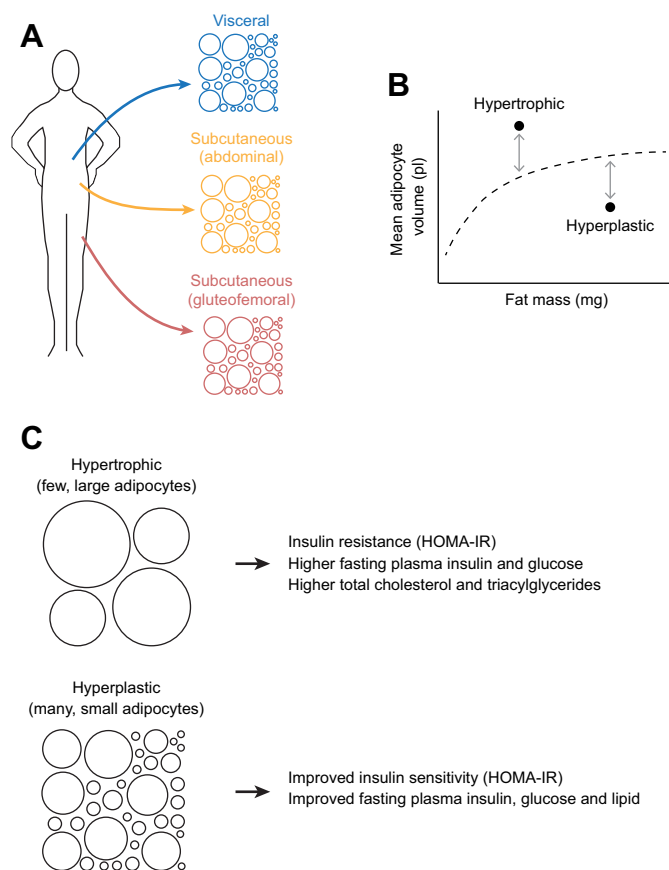 A
Visceral
Subcutaneous
(abdominal)
Subcutaneous
(gluteofemoral)
B
Hypertrophic
Hyperplastic
Mean adipocyte
volume (pl)
Fat mass (mg)
C
Hypertrophic
(few, large adipocytes)
Insulin resistance (HOMA-IR)
Higher fasting plasma insulin and glucose
Higher total cholesterol and triacylglycerides
Hyperplastic
(many, small adipocytes)
Improved insulin sensitivity (HOMA-IR)
Improved fasting plasma insulin, glucose and lipid